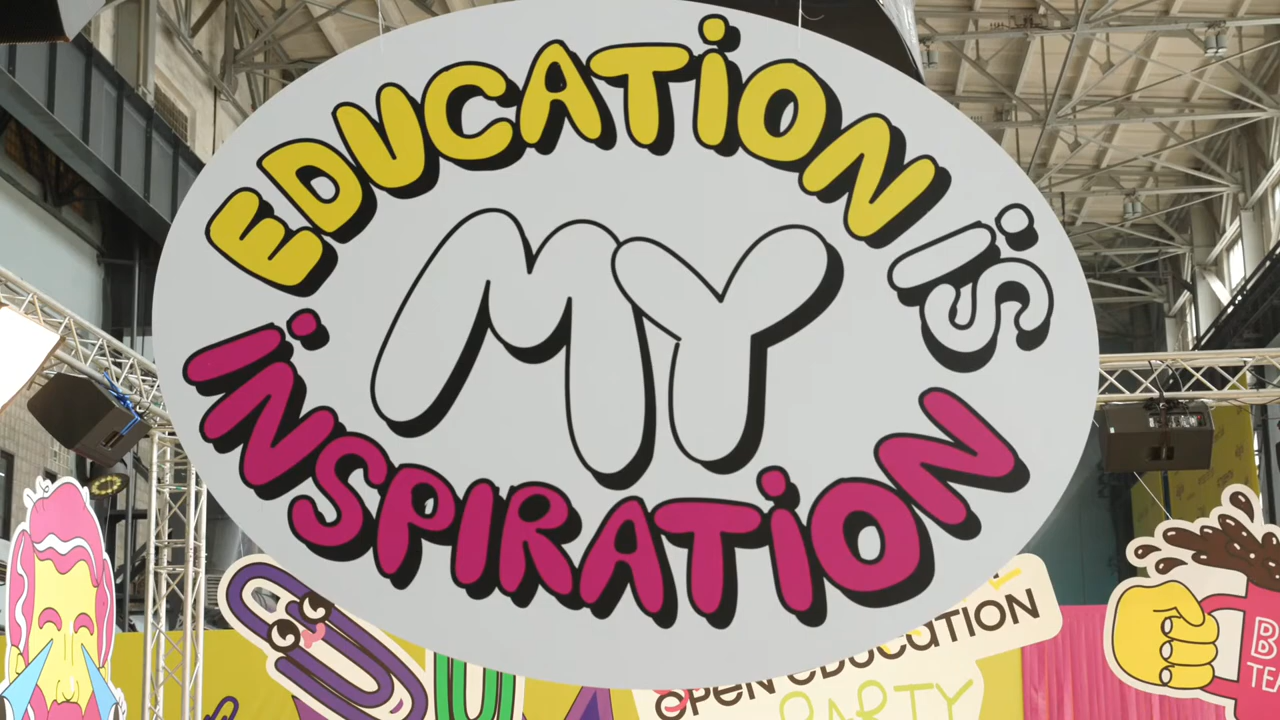 EDUCATION IS
MY
INSPIRATION
OPEN EDUCATION
PARTY